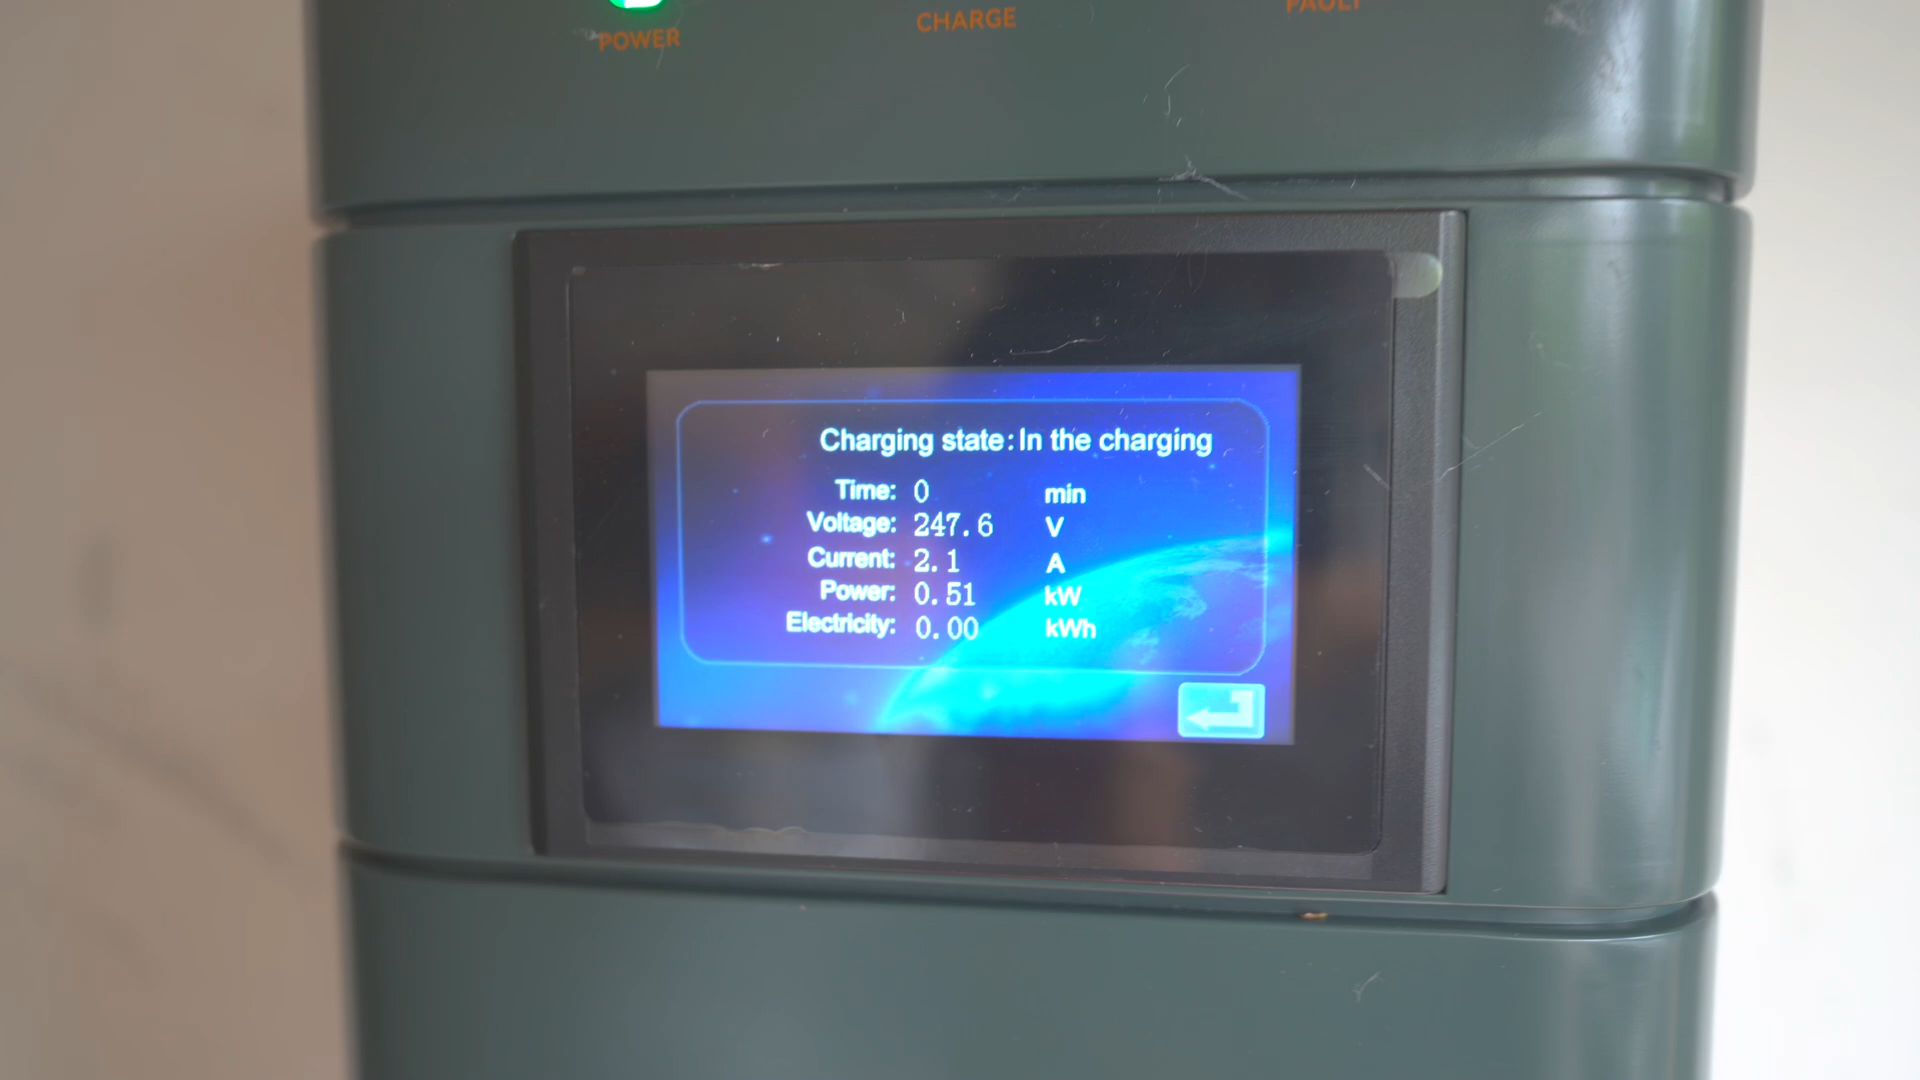 POWER CHARGE FAULT
Charging state:In the charging
Time: 0 min
Voltage: 247.6 V
Current: 2.1 A
Power: 0.51 kW
Electricity: 0.00 kWh